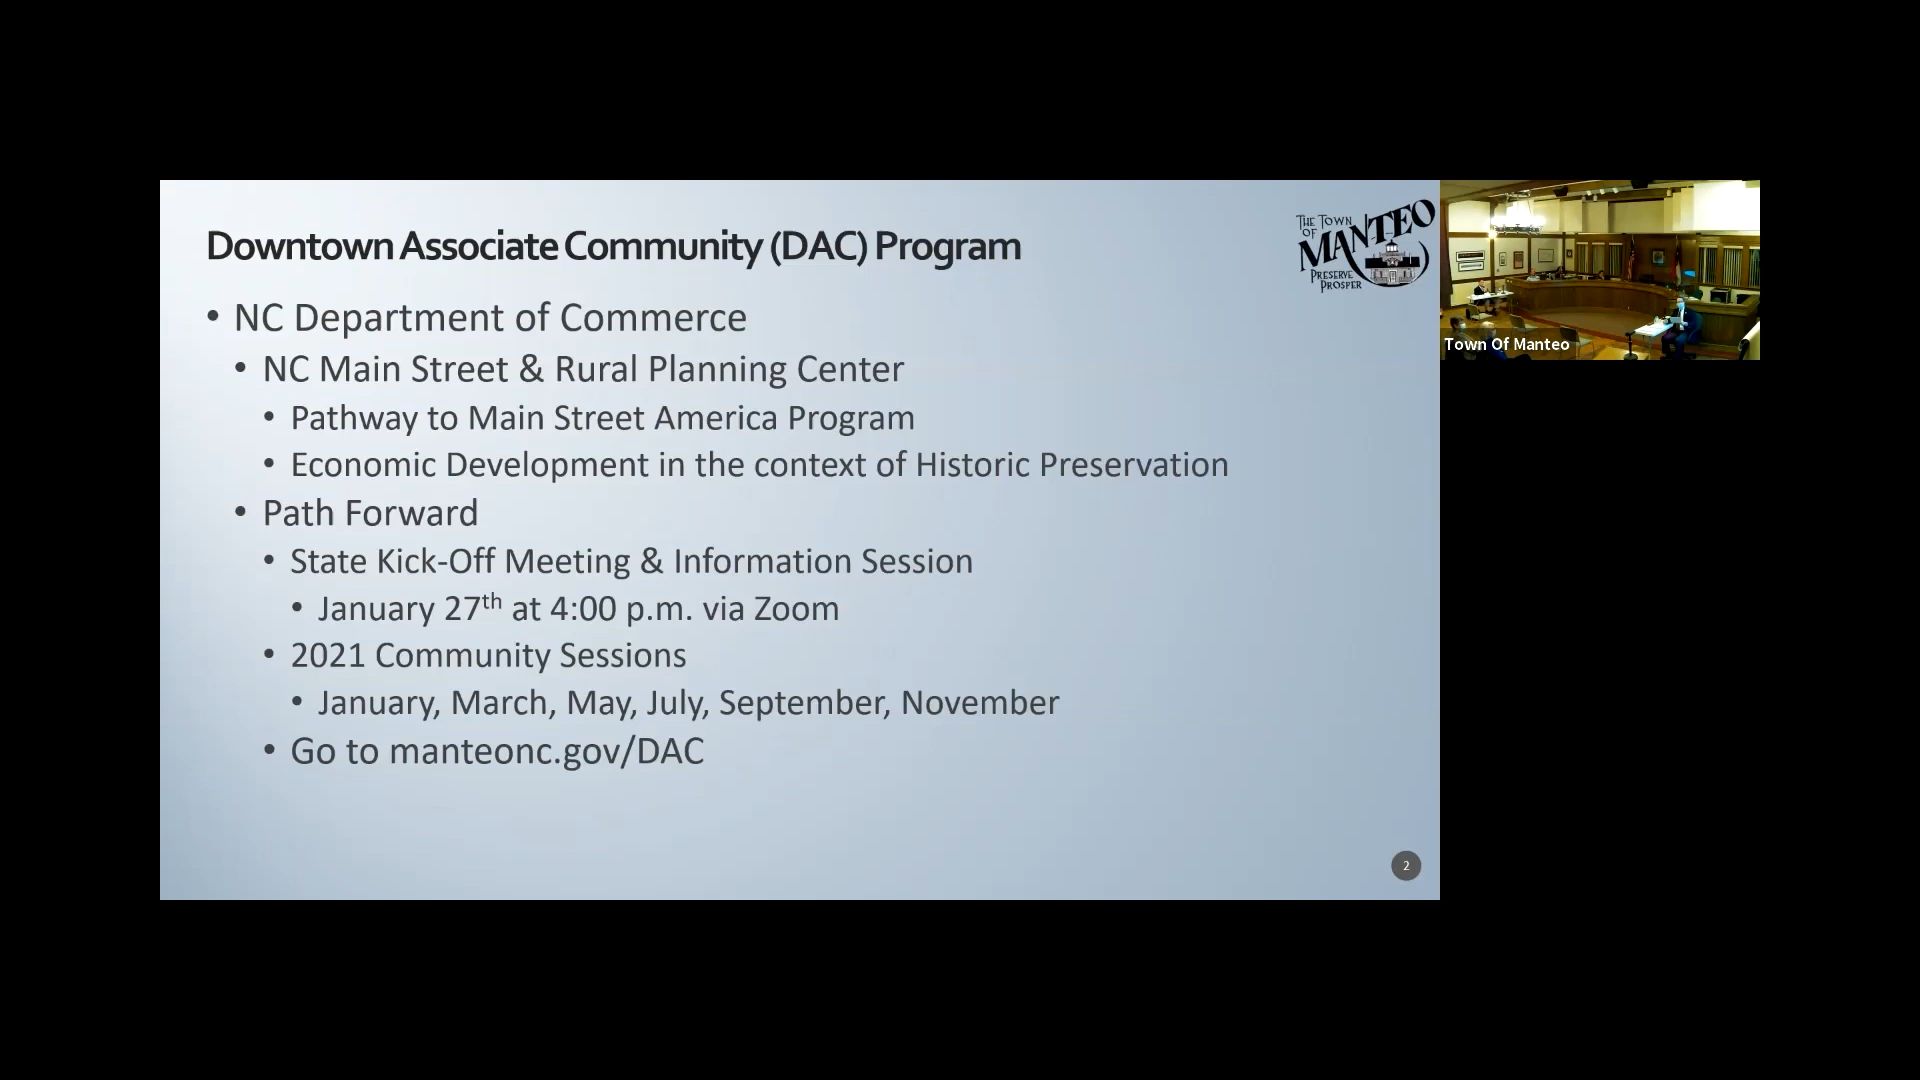 Downtown Associate Community (DAC) Program
THE TOWN
OF
MANTEO
PRESERVE
PROSPER
• NC Department of Commerce
• NC Main Street & Rural Planning Center
• Pathway to Main Street America Program
• Economic Development in the context of Historic Preservation
• Path Forward
• State Kick-Off Meeting & Information Session
• January 27th at 4:00 p.m. via Zoom
• 2021 Community Sessions
• January, March, May, July, September, November
• Go to manteonc.gov/DAC
2
Town Of Manteo